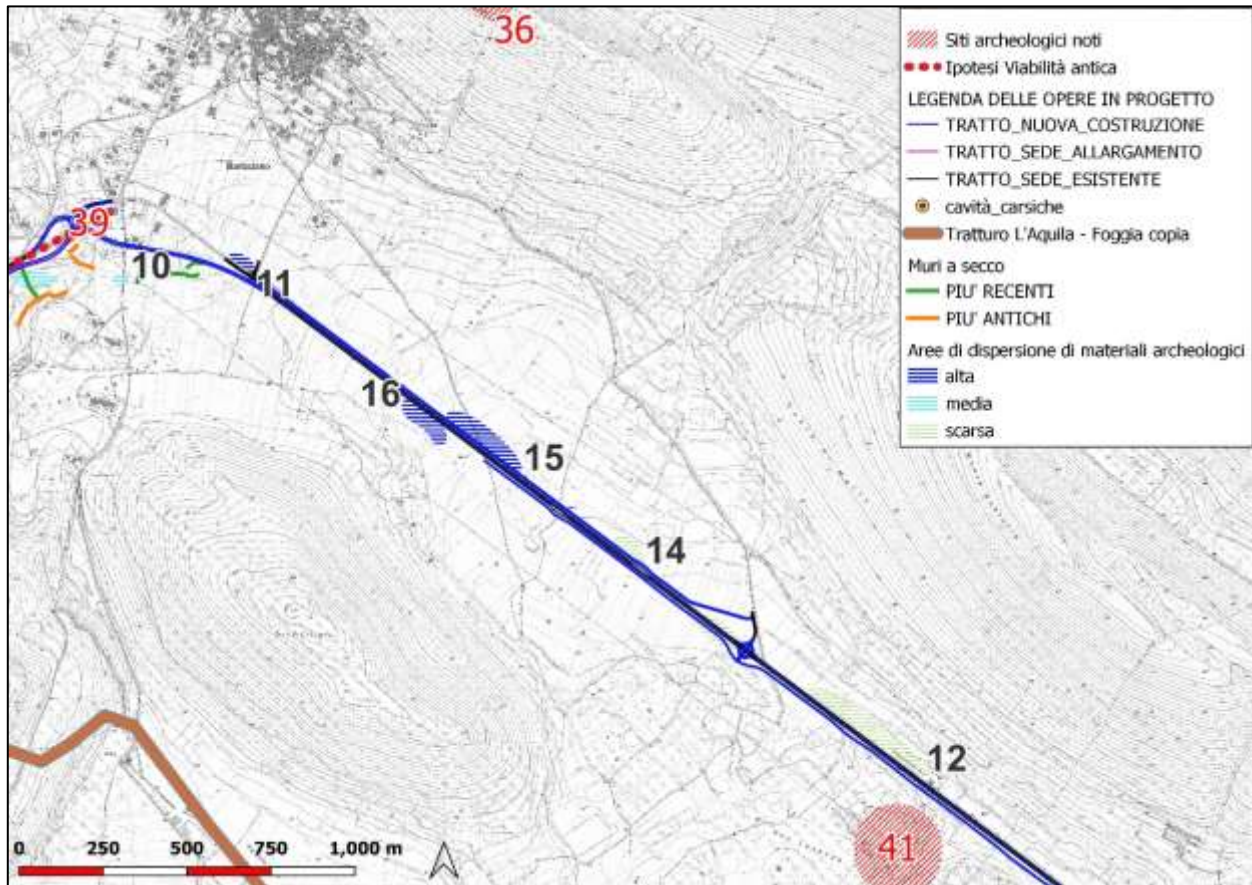 36
Siti archeologici noti
Ipotesi Viabilità antica
LEGENDA DELLE OPERE IN PROGETTO
TRATTO_NUOVA_COSTRUZIONE
TRATTO_SEDE_ALLARGAMENTO
TRATTO_SEDE_ESISTENTE
cavità_carsiche
Tratturo L'Aquila - Foggia copia
Muri a secco
PIU' RECENTI
PIU' ANTICHI
Aree di dispersione di materiali archeologici
alta
media
scarsa
39
10
11
16
15
14
12
41
0 250 500 750 1,000 m